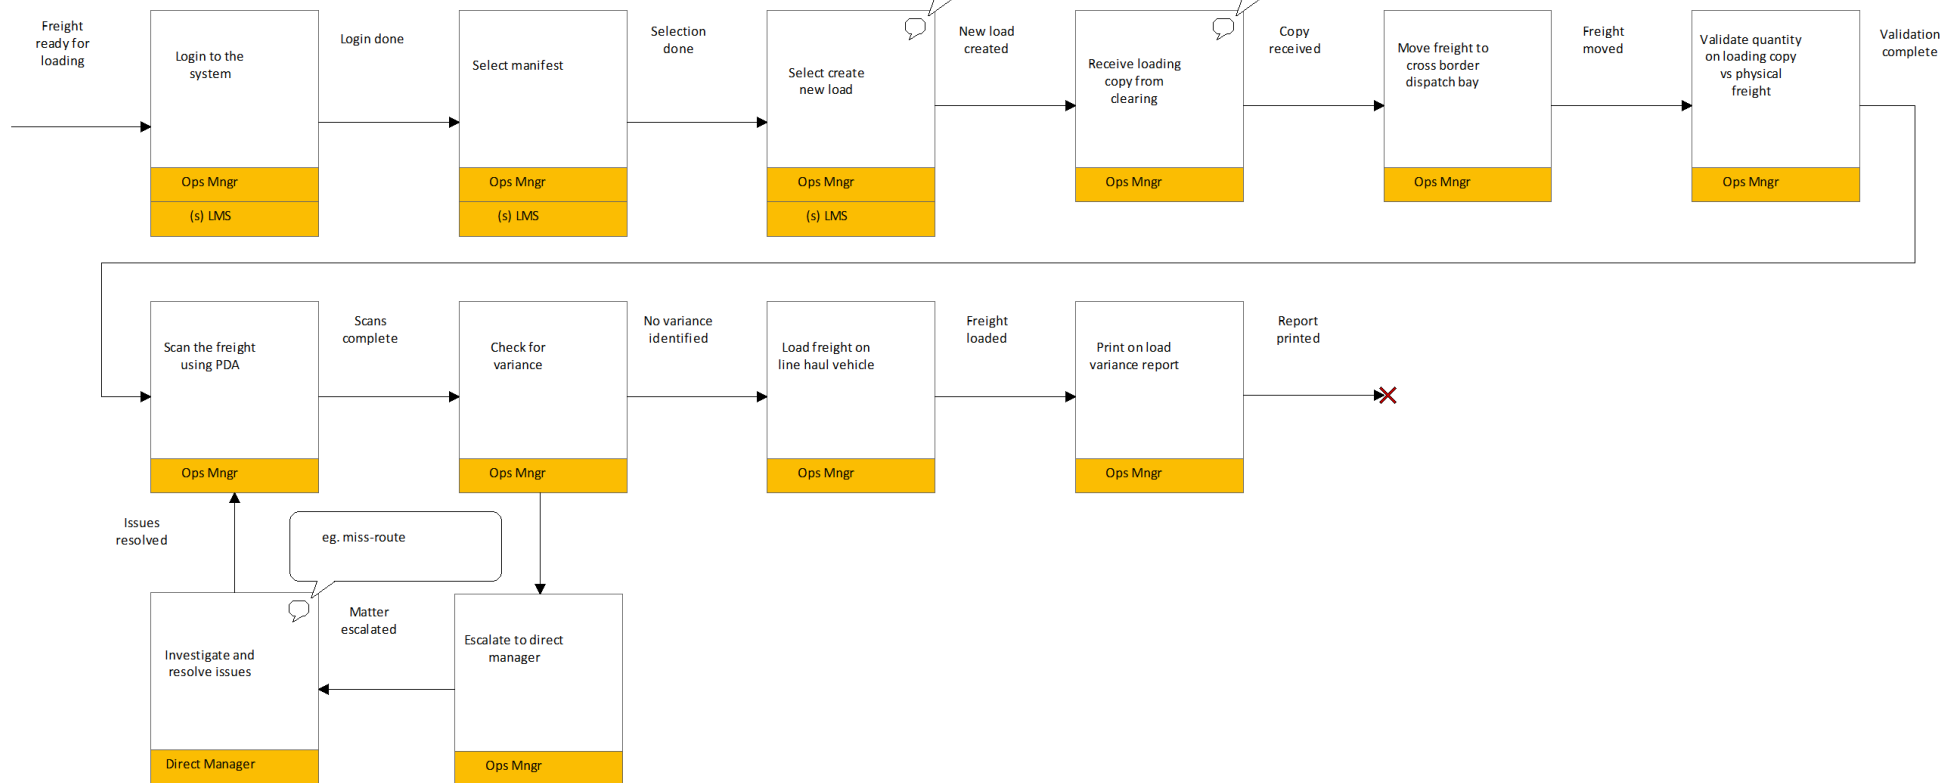 Freight
ready for
loading
Login to the
system
Ops Mngr
(s) LMS
Login done
Select manifest
Ops Mngr
(s) LMS
Selection
done
Select create
new load
Ops Mngr
(s) LMS
New load
created
Receive loading
copy from
clearing
Ops Mngr
Copy
received
Move freight to
cross border
dispatch bay
Ops Mngr
Freight
moved
Validate quantity
on loading copy
vs physical
freight
Ops Mngr
Validation
complete
Scan the freight
using PDA
Ops Mngr
Scans
complete
Check for
variance
Ops Mngr
No variance
identified
Load freight on
line haul vehicle
Ops Mngr
Freight
loaded
Print on load
variance report
Ops Mngr
Report
printed
Issues
resolved
eg. miss-route
Investigate and
resolve issues
Direct Manager
Matter
escalated
Escalate to direct
manager
Ops Mngr